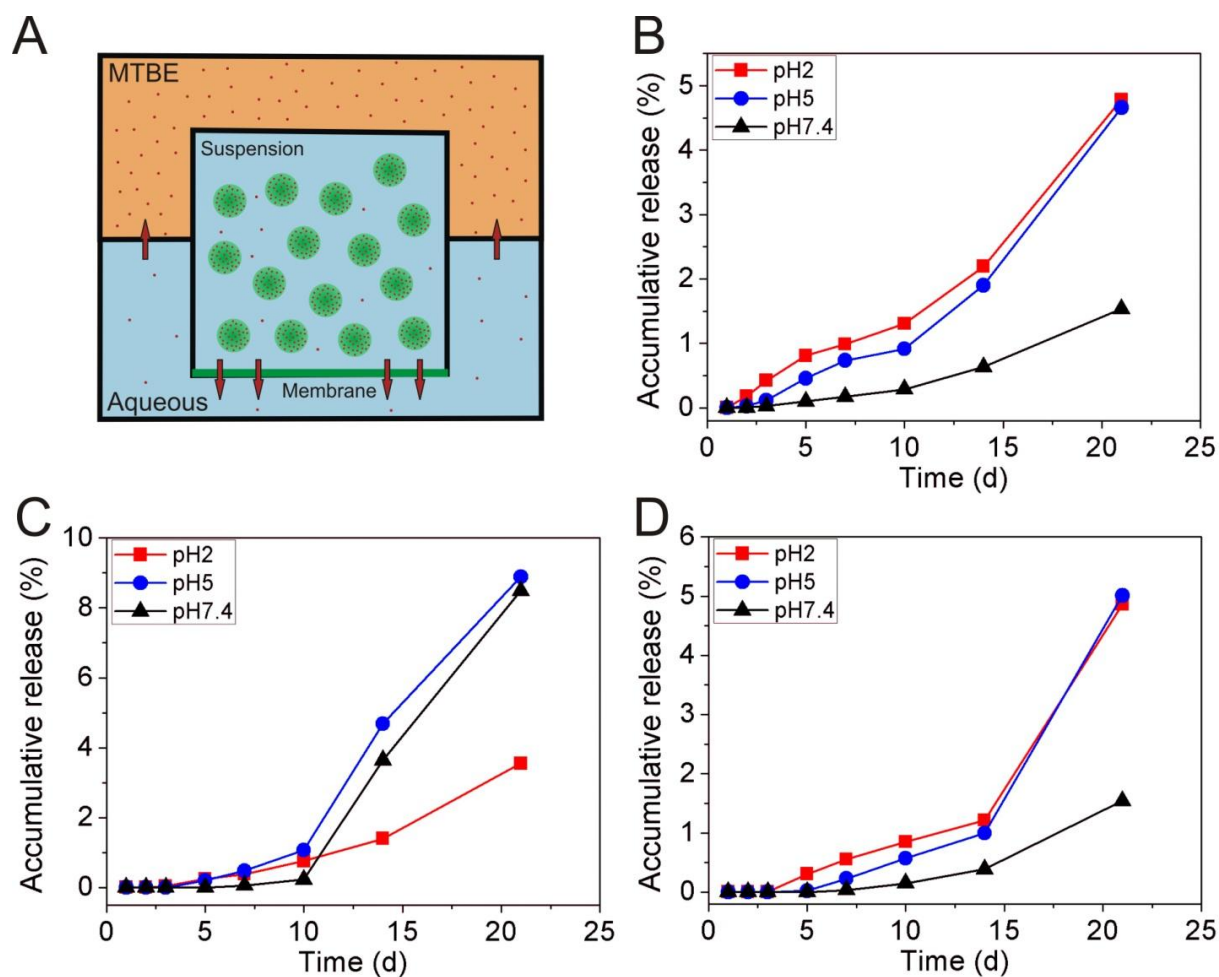 A
MTBE
Suspension
Membrane
Aqueous
B
pH2
pH5
pH7.4
Accumulative release (%)
5
4
3
2
1
0
0 5 10 15 20 25
Time (d)
C
pH2
pH5
pH7.4
Accumulative release (%)
10
8
6
4
2
0
5 10 15 20 25
Time (d)
D
pH2
pH5
pH7.4
Accumulative release (%)
6
5
4
3
2
1
0
5 10 15 20 25
Time (d)